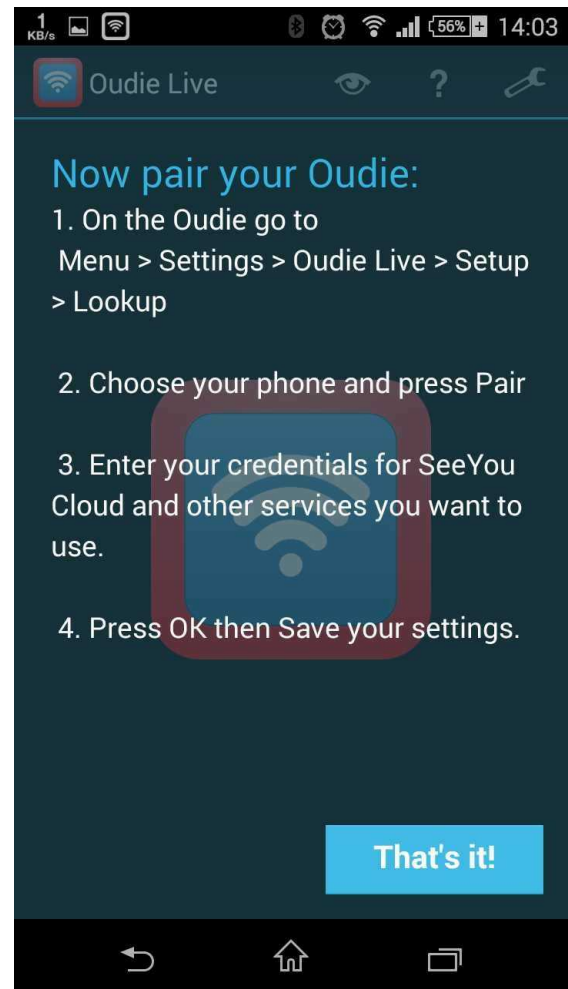 1
KB/s
56%
14:03
Oudie Live
?
Now pair your Oudie:
1. On the Oudie go to
Menu > Settings > Oudie Live > Setup
> Lookup
2. Choose your phone and press Pair
3. Enter your credentials for SeeYou
Cloud and other services you want to
use.
4. Press OK then Save your settings.
That's it!